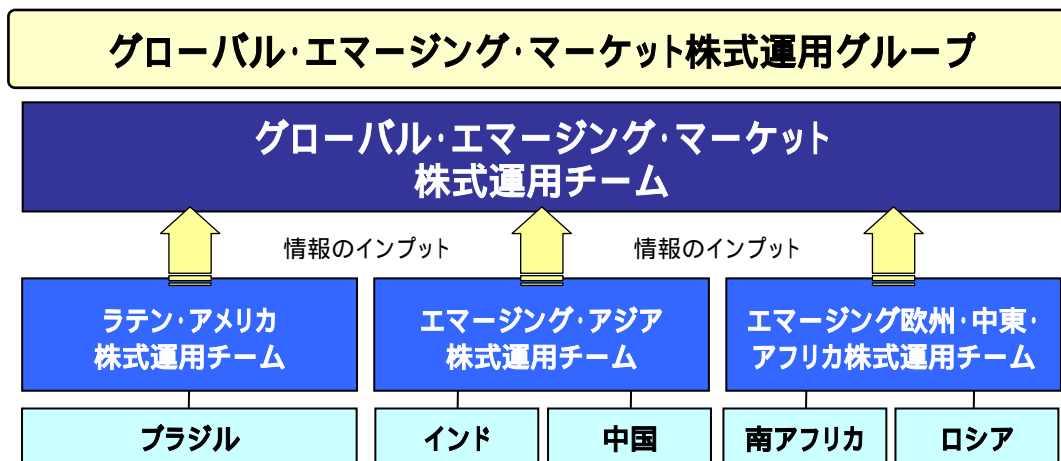 グローバル・エマージング・マーケット株式運用グループ
グローバル・エマージング・マーケット
株式運用チーム
情報のインプット
情報のインプット
ラテン・アメリカ
株式運用チーム
エマージング・アジア
株式運用チーム
エマージング欧州・中東・
アフリカ株式運用チーム
ブラジル
インド
中国
南アフリカ
ロシア